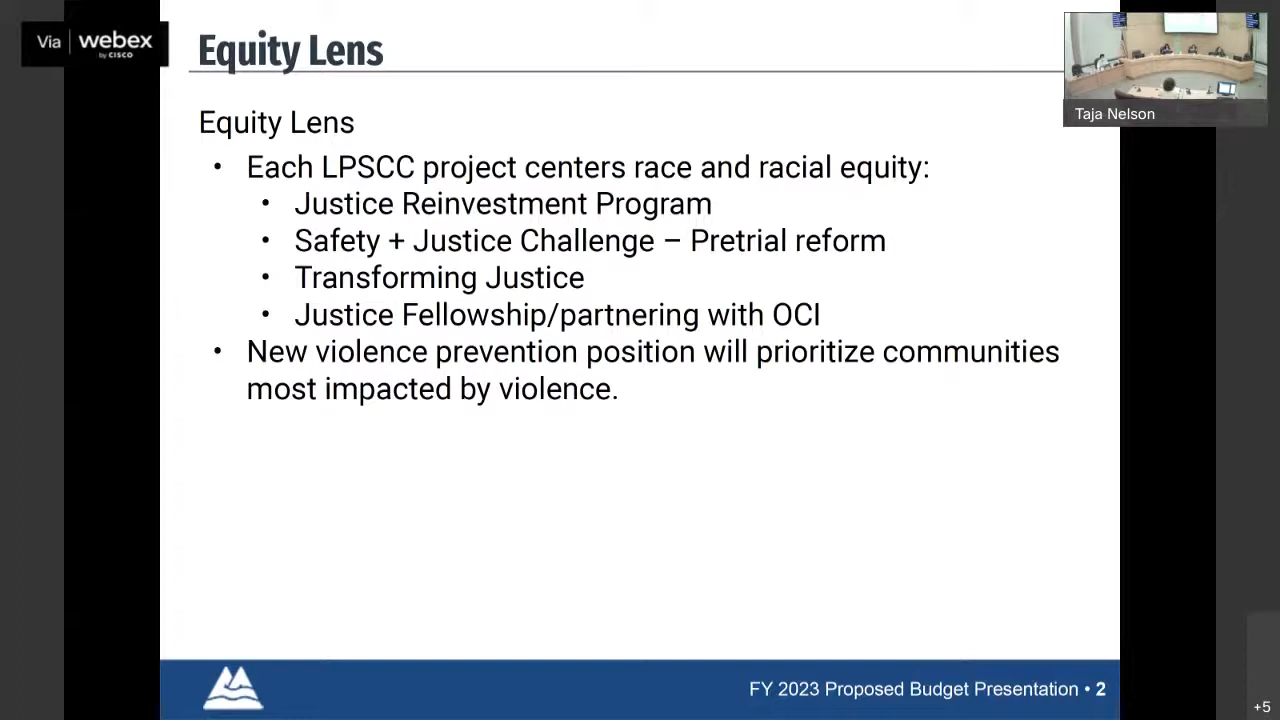 Via webex
by CISCO
Equity Lens
Taja Nelson
Equity Lens
• Each LPSCC project centers race and racial equity:
• Justice Reinvestment Program
• Safety + Justice Challenge – Pretrial reform
• Transforming Justice
• Justice Fellowship/partnering with OCI
• New violence prevention position will prioritize communities
most impacted by violence.
FY 2023 Proposed Budget Presentation • 2
+5